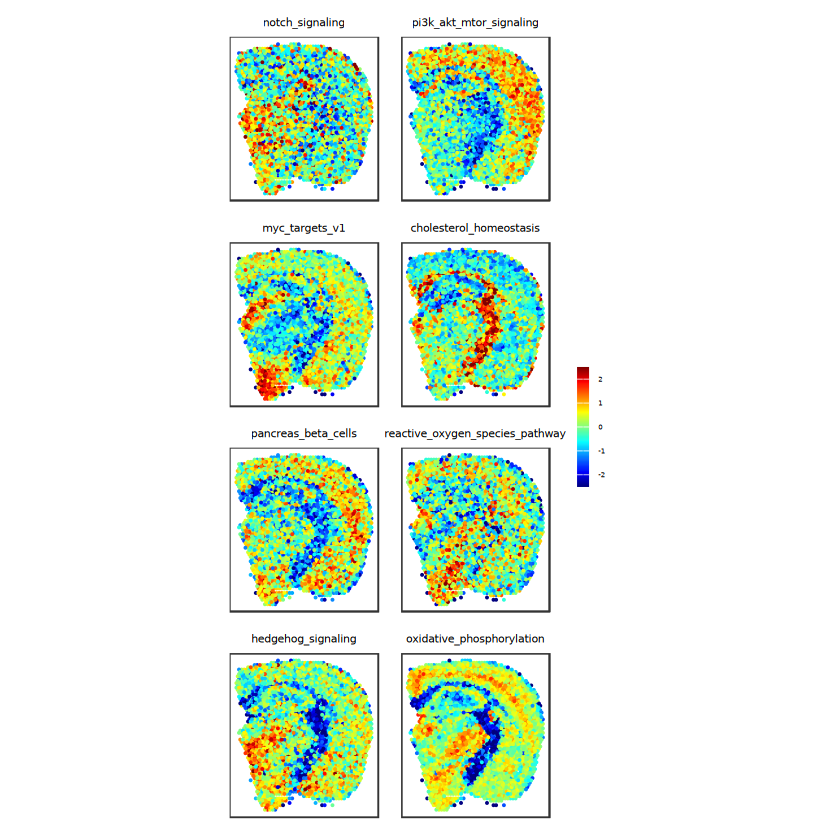 notch_signaling
pi3k_akt_mtor_signaling
myc_targets_v1
cholesterol_homeostasis
2
1
0
-1
-2
pancreas_beta_cells
reactive_oxygen_species_pathway
hedgehog_signaling
oxidative_phosphorylation